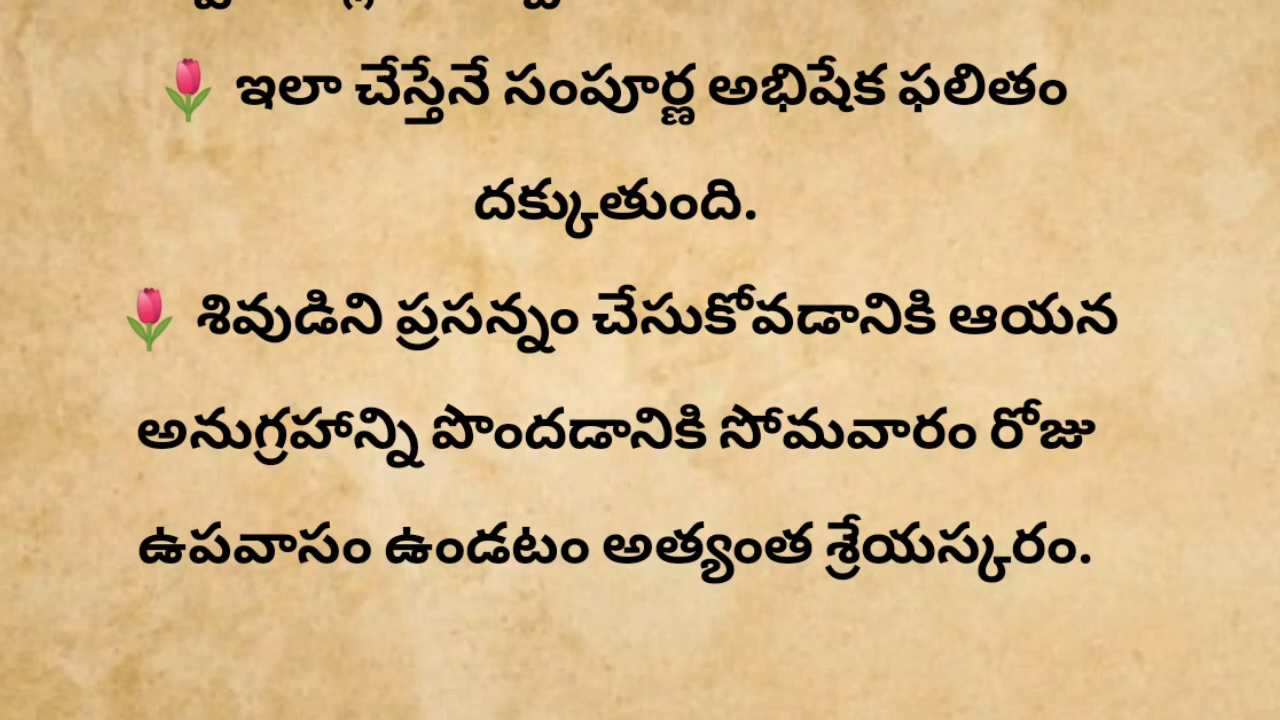 🌷 ఇలా చేస్తేనే సంపూర్ణ అభిషేక ఫలితం
దక్కుతుంది.
🌷 శివుడిని ప్రసన్నం చేసుకోవడానికి ఆయన
అనుగ్రహాన్ని పొందడానికి సోమవారం రోజు
ఉపవాసం ఉండటం అత్యంత శ్రేయస్కరం.